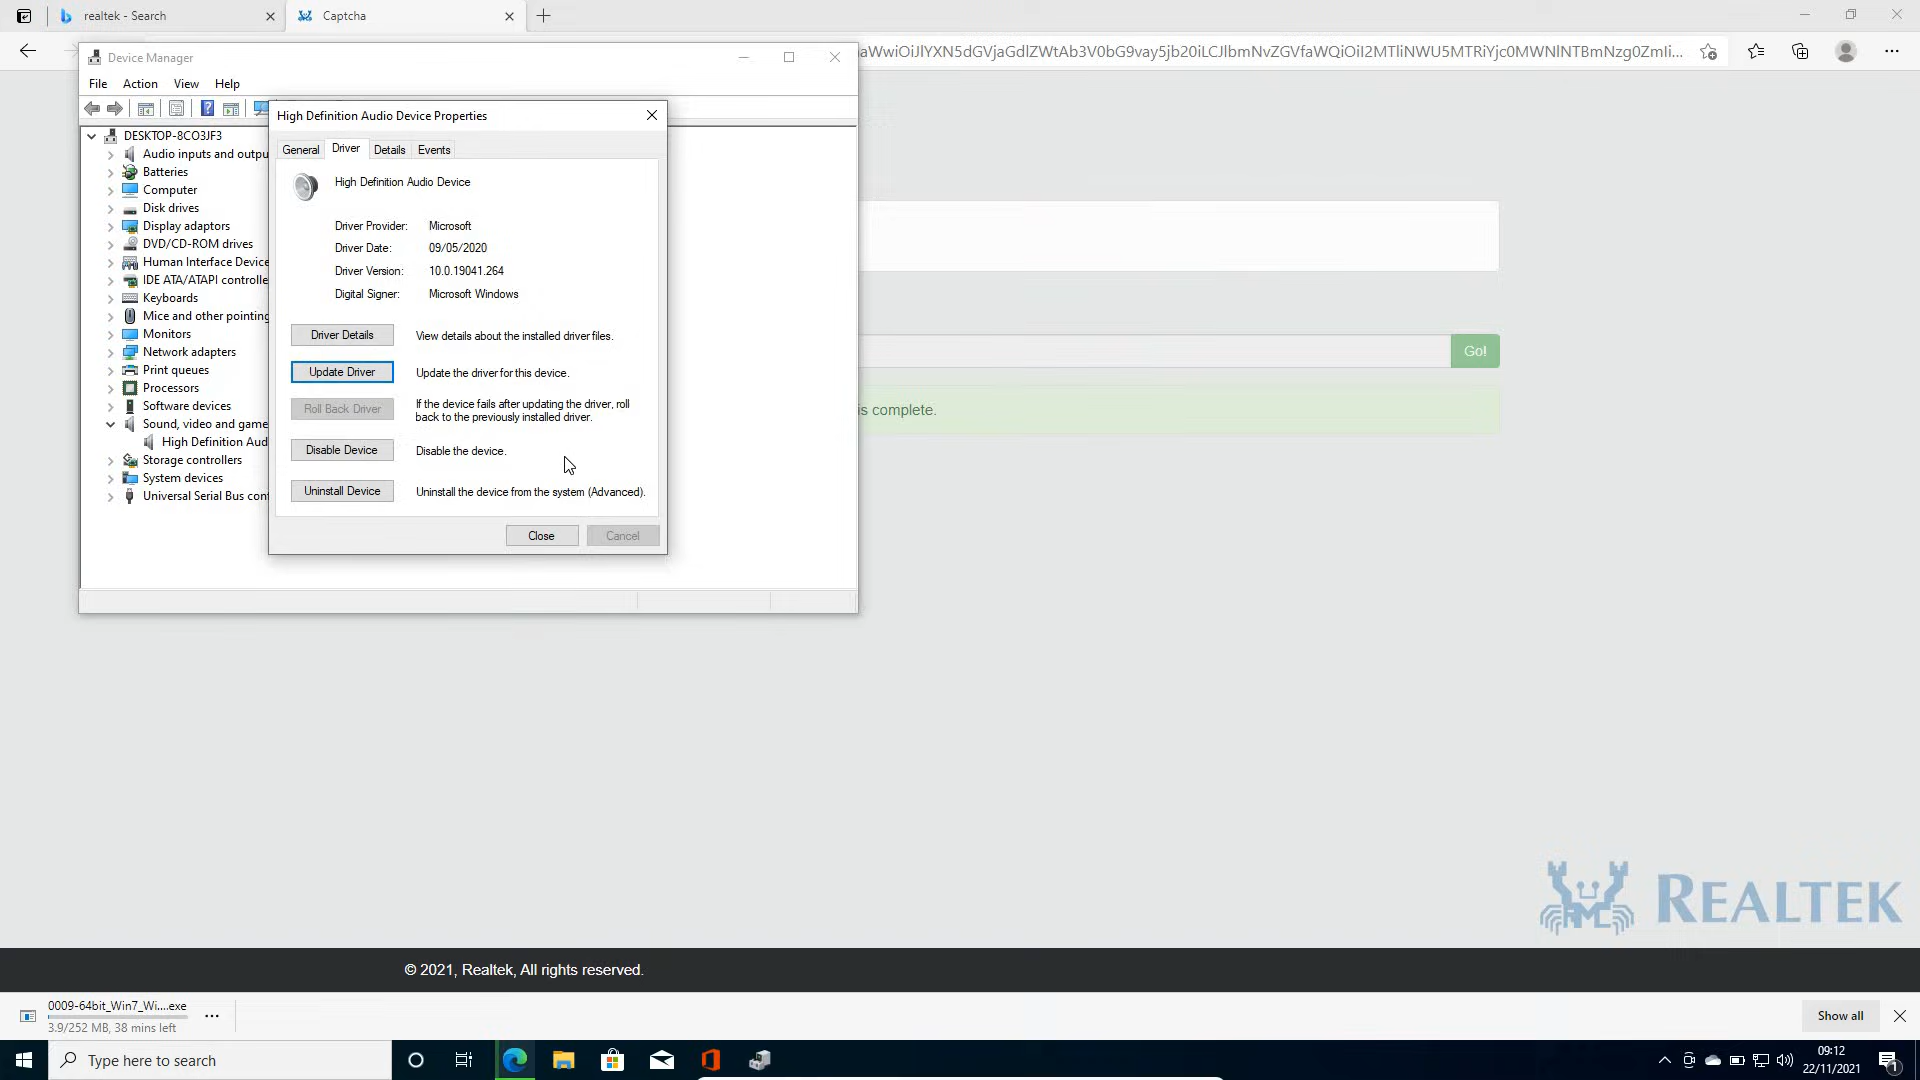 realtek - Search
Captcha
aWwiOiJlYXN5dGVjaGdlZWtAb3V0bG9vay5jb20iLCJlbmNvZGVfaWQiOiI2MTliNWU5MTRiYjc0MWNlNTBmNzg0Zmli...
Device Manager
File Action View Help
High Definition Audio Device Properties
General Driver Details Events
High Definition Audio Device
Driver Provider: Microsoft
Driver Date: 09/05/2020
Driver Version: 10.0.19041.264
Digital Signer: Microsoft Windows
Driver Details View details about the installed driver files.
Update Driver Update the driver for this device.
Roll Back Driver If the device fails after updating the driver, roll
back to the previously installed driver.
Disable Device Disable the device.
Uninstall Device Uninstall the device from the system (Advanced).
Close Cancel
DESKTOP-8CO3JF3
Audio inputs and outpu
Batteries
Computer
Disk drives
Display adaptors
DVD/CD-ROM drives
Human Interface Device
IDE ATA/ATAPI controlle
Keyboards
Mice and other pointing
Monitors
Network adapters
Print queues
Processors
Software devices
Sound, video and game
High Definition Aud
Storage controllers
System devices
Universal Serial Bus con
Go!
is complete.
REALTEK
© 2021, Realtek, All rights reserved.
0009-64bit_Win7_Wi....exe
3.9/252 MB, 38 mins left
Show all
Type here to search
09:12
22/11/2021
1